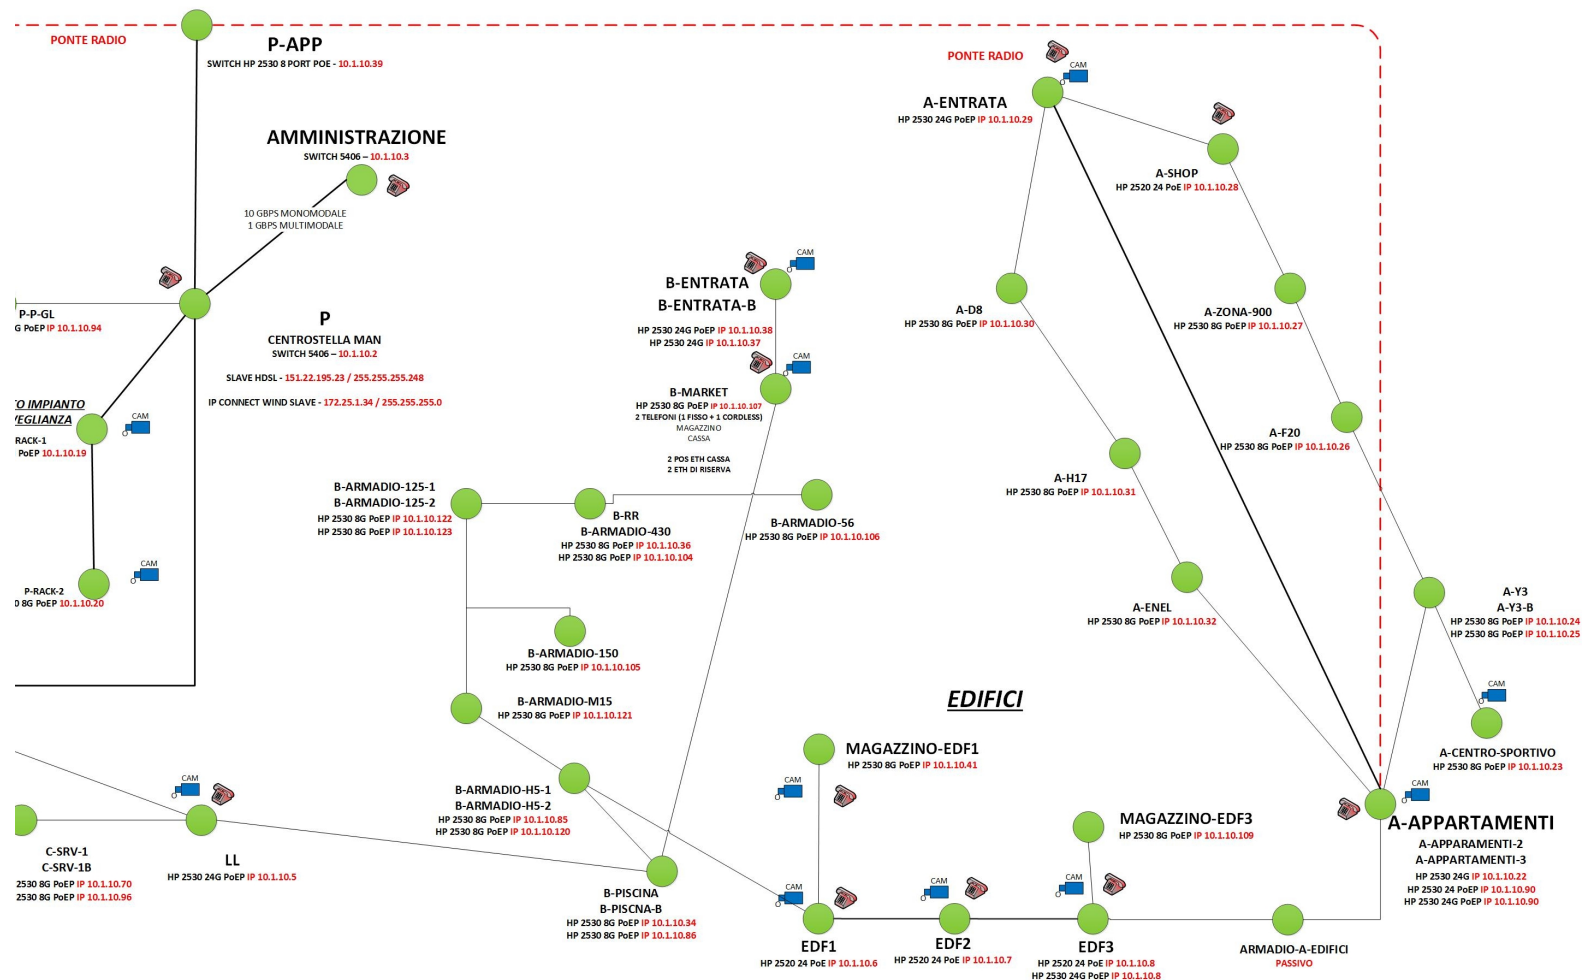 PONTE RADIO
P-APP
SWITCH HP 2530 8 PORT POE - 10.1.10.39
AMMINISTRAZIONE
SWITCH 5406 – 10.1.10.3
10 GBPS MONOMODALE
1 GBPS MULTIMODALE
P-P-GL
G PoEP IP 10.1.10.94
P
CENTROSTELLA MAN
SWITCH 5406 – 10.1.10.2
SLAVE HDSL - 151.22.195.23 / 255.255.255.248
IP CONNECT WIND SLAVE - 172.25.1.34 / 255.255.255.0
O IMPIANTO
VEGLIANZA
RACK-1
PoEP 10.1.10.19
CAM
CAM
P-RACK-2
0 8G PoEP 10.1.10.20
CAM
B-ENTRATA
B-ENTRATA-B
HP 2530 24G PoEP IP 10.1.10.38
HP 2530 24G IP 10.1.10.37
CAM
B-MARKET
HP 2530 8G PoEP IP 10.1.10.107
2 TELEFONI (1 FISSO + 1 CORDLESS)
MAGAZZINO
CASSA
2 POS ETH CASSA
2 ETH DI RISERVA
B-ARMADIO-125-1
B-ARMADIO-125-2
HP 2530 8G PoEP IP 10.1.10.122
HP 2530 8G PoEP IP 10.1.10.123
B-RR
B-ARMADIO-430
HP 2530 8G PoEP IP 10.1.10.36
HP 2530 8G PoEP IP 10.1.10.104
B-ARMADIO-56
HP 2530 8G PoEP IP 10.1.10.106
B-ARMADIO-150
HP 2530 8G PoEP IP 10.1.10.105
B-ARMADIO-M15
HP 2530 8G PoEP IP 10.1.10.121
B-ARMADIO-H5-1
B-ARMADIO-H5-2
HP 2530 8G PoEP IP 10.1.10.85
HP 2530 8G PoEP IP 10.1.10.120
CAM
LL
HP 2530 24G PoEP IP 10.1.10.5
C-SRV-1
C-SRV-1B
2530 8G PoEP IP 10.1.10.70
2530 8G PoEP IP 10.1.10.96
B-PISCINA
B-PISCNA-B
HP 2530 8G PoEP IP 10.1.10.34
HP 2530 8G PoEP IP 10.1.10.86
PONTE RADIO
CAM
A-ENTRATA
HP 2530 24G PoEP IP 10.1.10.29
A-SHOP
HP 2520 24 PoE IP 10.1.10.28
A-D8
HP 2530 8G PoEP IP 10.1.10.30
A-ZONA-900
HP 2530 8G PoEP IP 10.1.10.27
A-F20
HP 2530 8G PoEP IP 10.1.10.26
A-H17
HP 2530 8G PoEP IP 10.1.10.31
A-ENEL
HP 2530 8G PoEP IP 10.1.10.32
A-Y3
A-Y3-B
HP 2530 8G PoEP IP 10.1.10.24
HP 2530 8G PoEP IP 10.1.10.25
CAM
A-CENTRO-SPORTIVO
HP 2530 8G PoEP IP 10.1.10.23
CAM
A-APPARTAMENTI
A-APPARAMENTI-2
A-APPARTAMENTI-3
HP 2530 24G IP 10.1.10.22
HP 2530 24 PoEP IP 10.1.10.90
HP 2530 24G PoEP IP 10.1.10.90
EDIFICI
MAGAZZINO-EDF1
HP 2530 8G PoEP IP 10.1.10.41
CAM
MAGAZZINO-EDF3
HP 2530 8G PoEP IP 10.1.10.109
CAM
EDF1
HP 2520 24 PoE IP 10.1.10.6
CAM
EDF2
HP 2520 24 PoE IP 10.1.10.7
CAM
EDF3
HP 2520 24 PoE IP 10.1.10.8
HP 2530 24G PoEP IP 10.1.10.8
ARMADIO-A-EDIFICI
PASSIVO